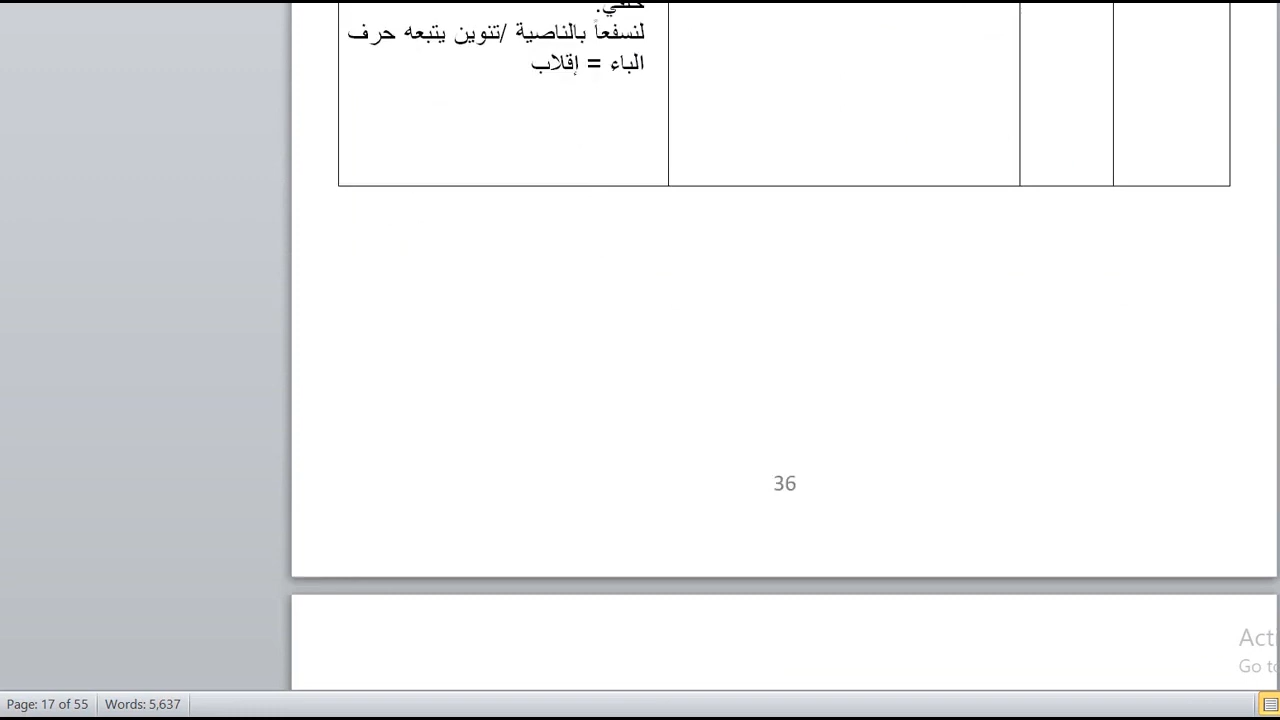 لنسفعاً بالناصية /تنوين يتبعه حرف
الباء = إقلاب
36
Page: 17 of 55
Words: 5,637